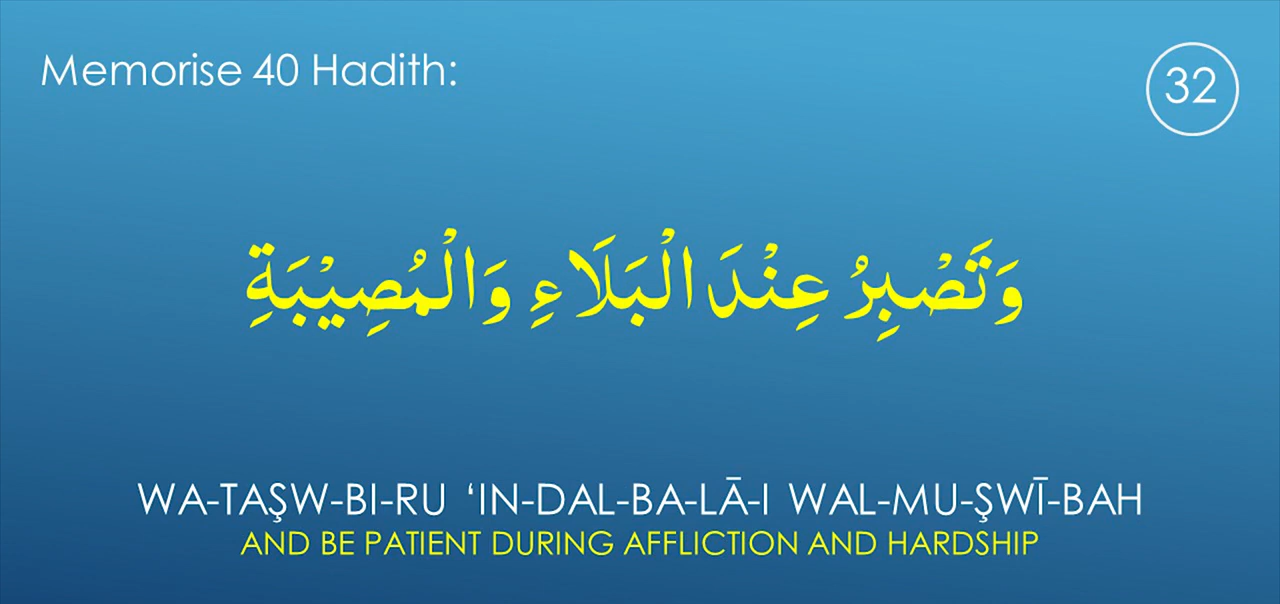 Memorise 40 Hadith:
32
وَتَصْبِرُ عِنْدَ الْبَلَاءِ وَالْمُصِيْبَةِ
WA-TAŞW-BI-RU ‘IN-DAL-BA-LĀ-I WAL-MU-ŞWĪ-BAH
AND BE PATIENT DURING AFFLICTION AND HARDSHIP